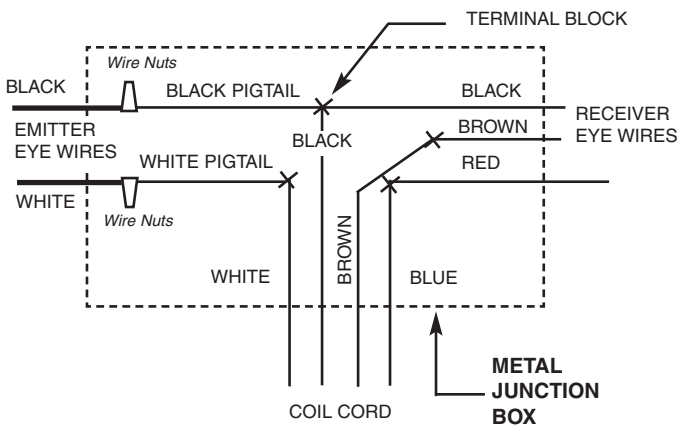 TERMINAL BLOCK
Wire Nuts
BLACK
BLACK PIGTAIL
BLACK
EMITTER
EYE WIRES
RECEIVER
EYE WIRES
BROWN
BLACK
WHITE PIGTAIL
RED
WHITE
Wire Nuts
WHITE
BROWN
BLUE
COIL CORD
METAL
JUNCTION
BOX